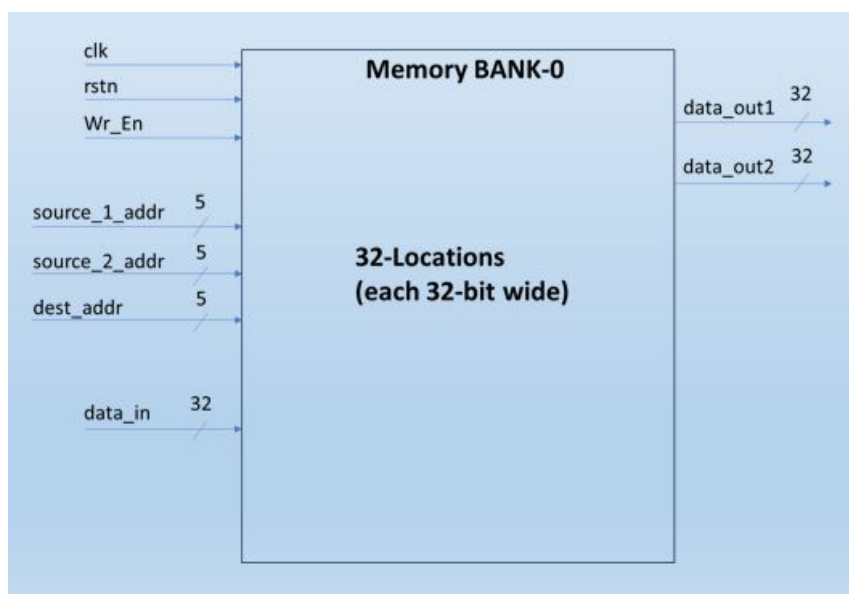 clk
Memory BANK-0
rstn
32
data_out1
Wr_En
32
data_out2
source_1_addr 5
source_2_addr 5
32-Locations
(each 32-bit wide)
dest_addr 5
data_in 32